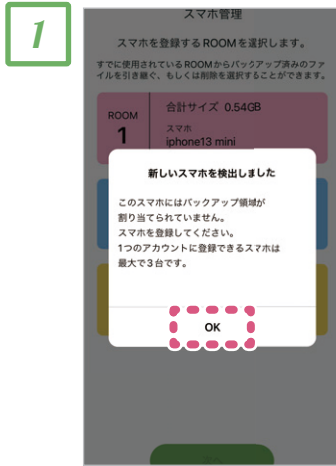 1
スマホ管理
スマホを登録するROOMを選択します。
すでに使用されているROOMからバックアップ済みのファ
イルを引き継ぐ、もしくは削除を選択することができます。
ROOM
1
合計サイズ 0.54GB
スマホ
iphone13 mini
新しいスマホを検出しました
このスマホにはバックアップ領域が
割り当てられていません。
スマホを登録してください。
1つのアカウントに登録できるスマホは
最大で3台です。
OK